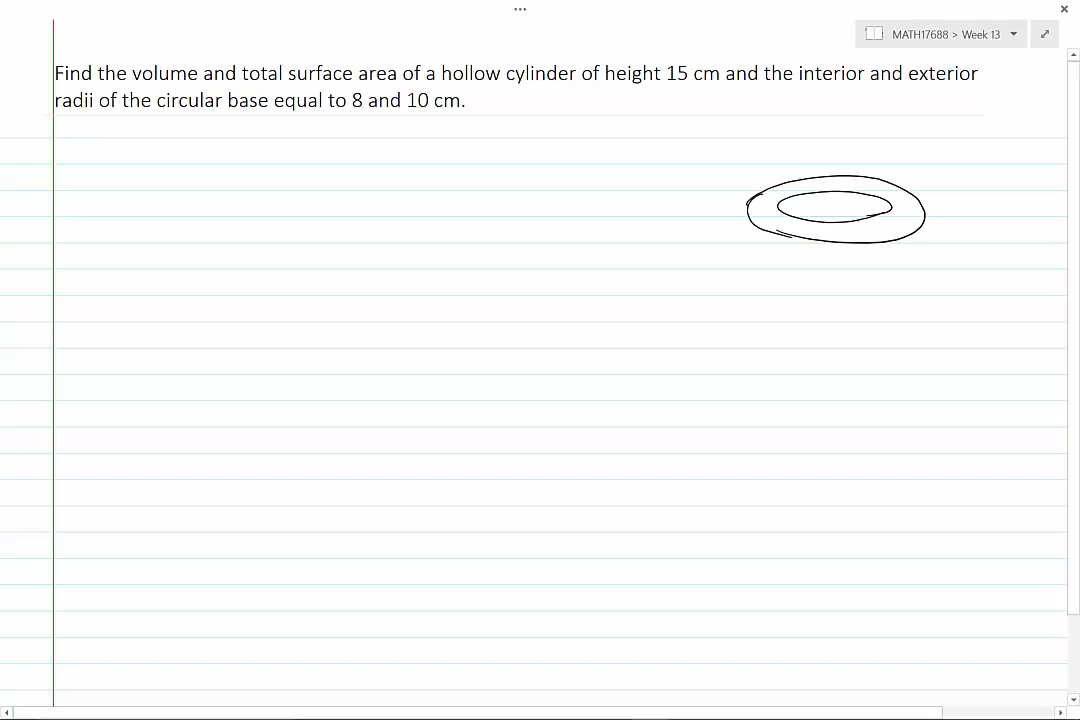 ...
MATH17688 > Week 13
Find the volume and total surface area of a hollow cylinder of height 15 cm and the interior and exterior
radii of the circular base equal to 8 and 10 cm.